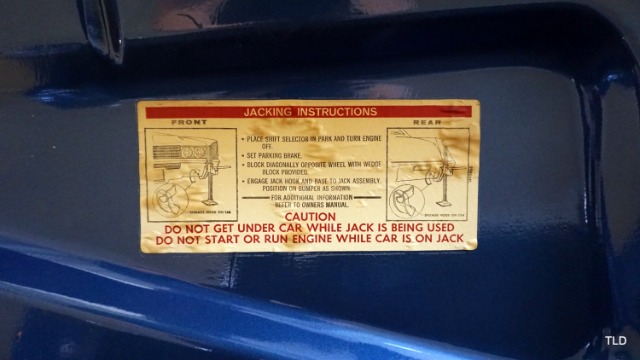 JACKING INSTRUCTIONS
FRONT
REAR
• PLACE SHIFT SELECTOR IN PARK AND TURN ENGINE
OFF.
• SET PARKING BRAKE.
• BLOCK DIAGONALLY OPPOSITE WHEEL WITH WEDGE
BLOCK PROVIDED.
• ENGAGE JACK HOOK AND BASE TO JACK ASSEMBLY.
POSITION ON BUMPER AS SHOWN.
FOR ADDITIONAL INFORMATION
REFER TO OWNERS MANUAL.
CAUTION
DO NOT GET UNDER CAR WHILE JACK IS BEING USED
DO NOT START OR RUN ENGINE WHILE CAR IS ON JACK
TLD